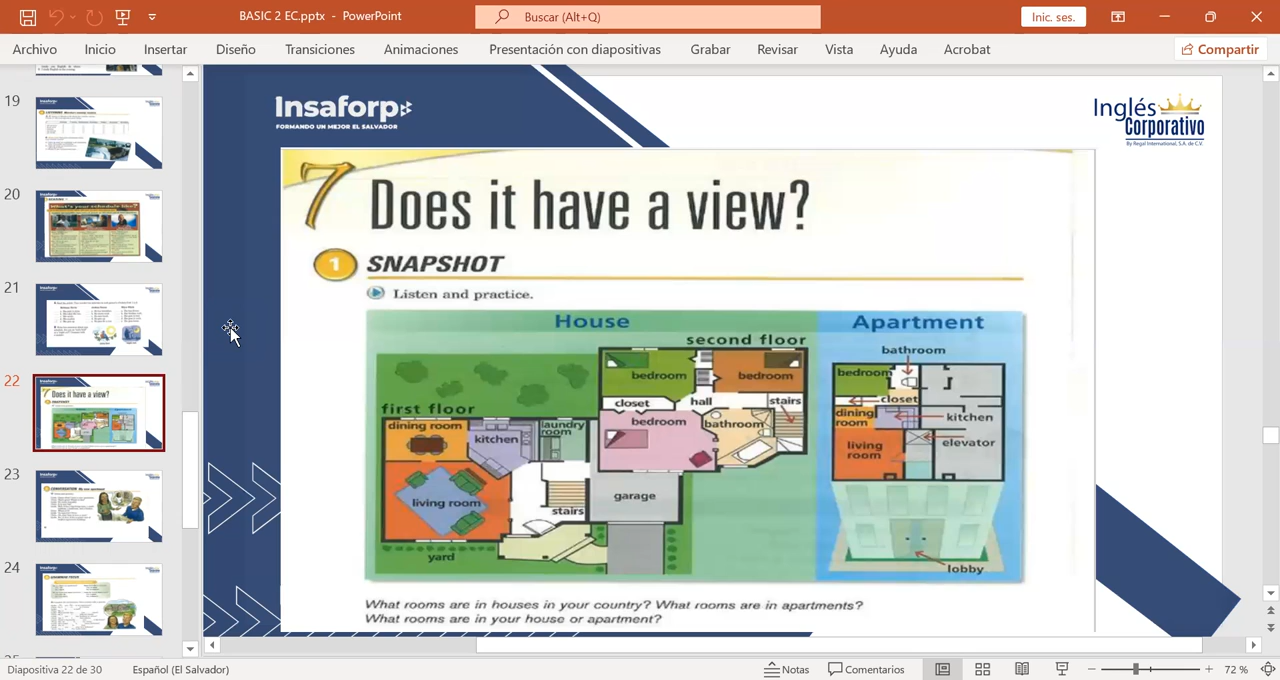 BASIC 2 EC.pptx - PowerPoint
Buscar (Alt+Q)
Inic. ses.
Archivo Inicio Insertar Diseño Transiciones Animaciones Presentación con diapositivas Grabar Revisar Vista Ayuda Acrobat
Compartir
19
20
21
22
23
24
Insaforp
FORMANDO UN MEJOR EL SALVADOR
Inglés
Corporativo
By Regal International, S.A. de C.V.
7 Does it have a view?
1 SNAPSHOT
Listen and practice.
House
Apartment
second floor
bathroom
bedroom
bedroom
bedroom
closet
hall
stairs
closet
first floor
bedroom
bathroom
dining
room
kitchen
dining room
kitchen
laundry
room
elevator
living
room
living room
garage
stairs
yard
lobby
What rooms are in houses in your country? What rooms are in apartments?
What rooms are in your house or apartment?
Diapositiva 22 de 30
Español (El Salvador)
Notas
Comentarios
72 %